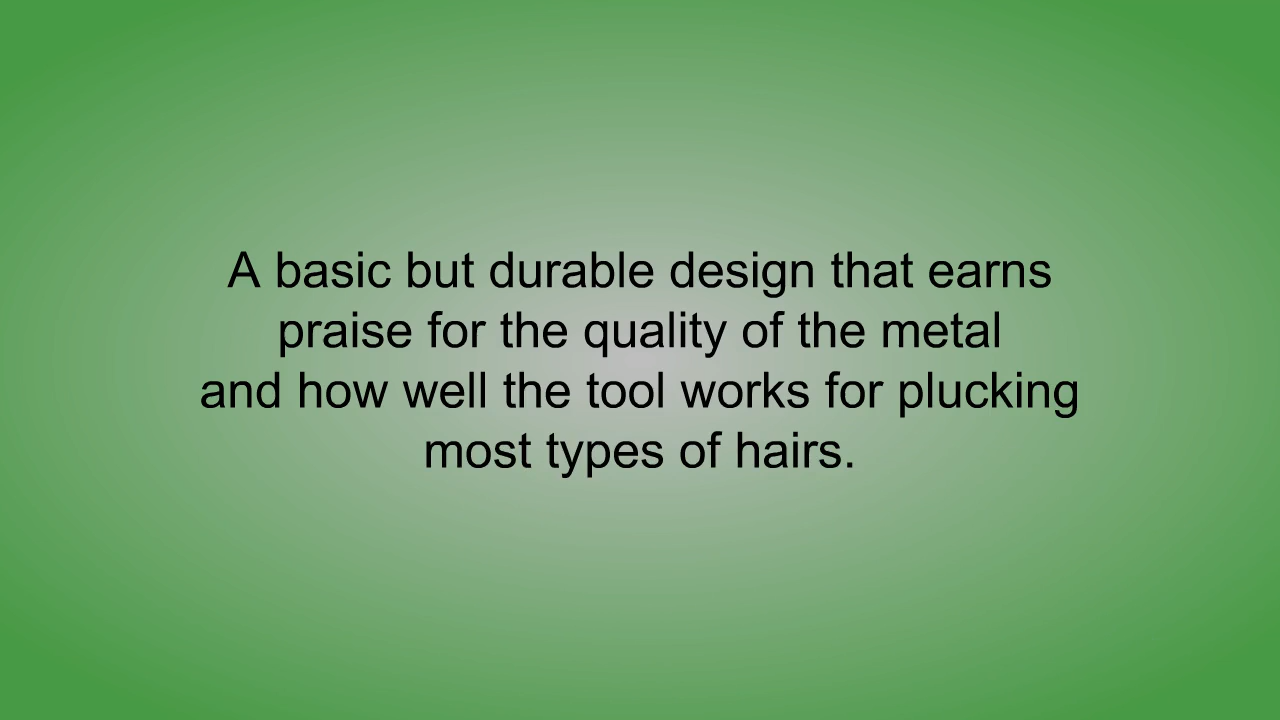 A basic but durable design that earns
praise for the quality of the metal
and how well the tool works for plucking
most types of hairs.